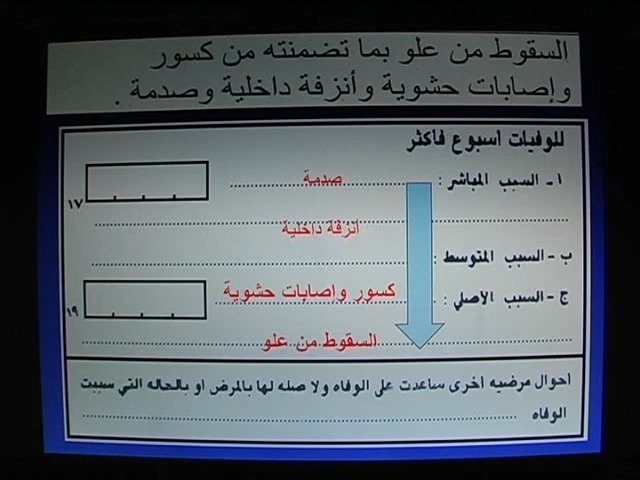 السقوط من علو بما تضمنته من كسور
وإصابات حشوية وأنزفة داخلية وصدمة .
للوفيات اسبوع فاكثر
ا - السبب المباشر : صدمة
١٧
انزفة داخلية
ب - السبب المتوسط :
ج - السبب الاصلي : كسور واصابات حشوية
١٩
السقوط من علو
احوال مرضيه اخرى ساعدت على الوفاه ولا صله لها بالمرض او بالحاله التي سببت
الوفاه